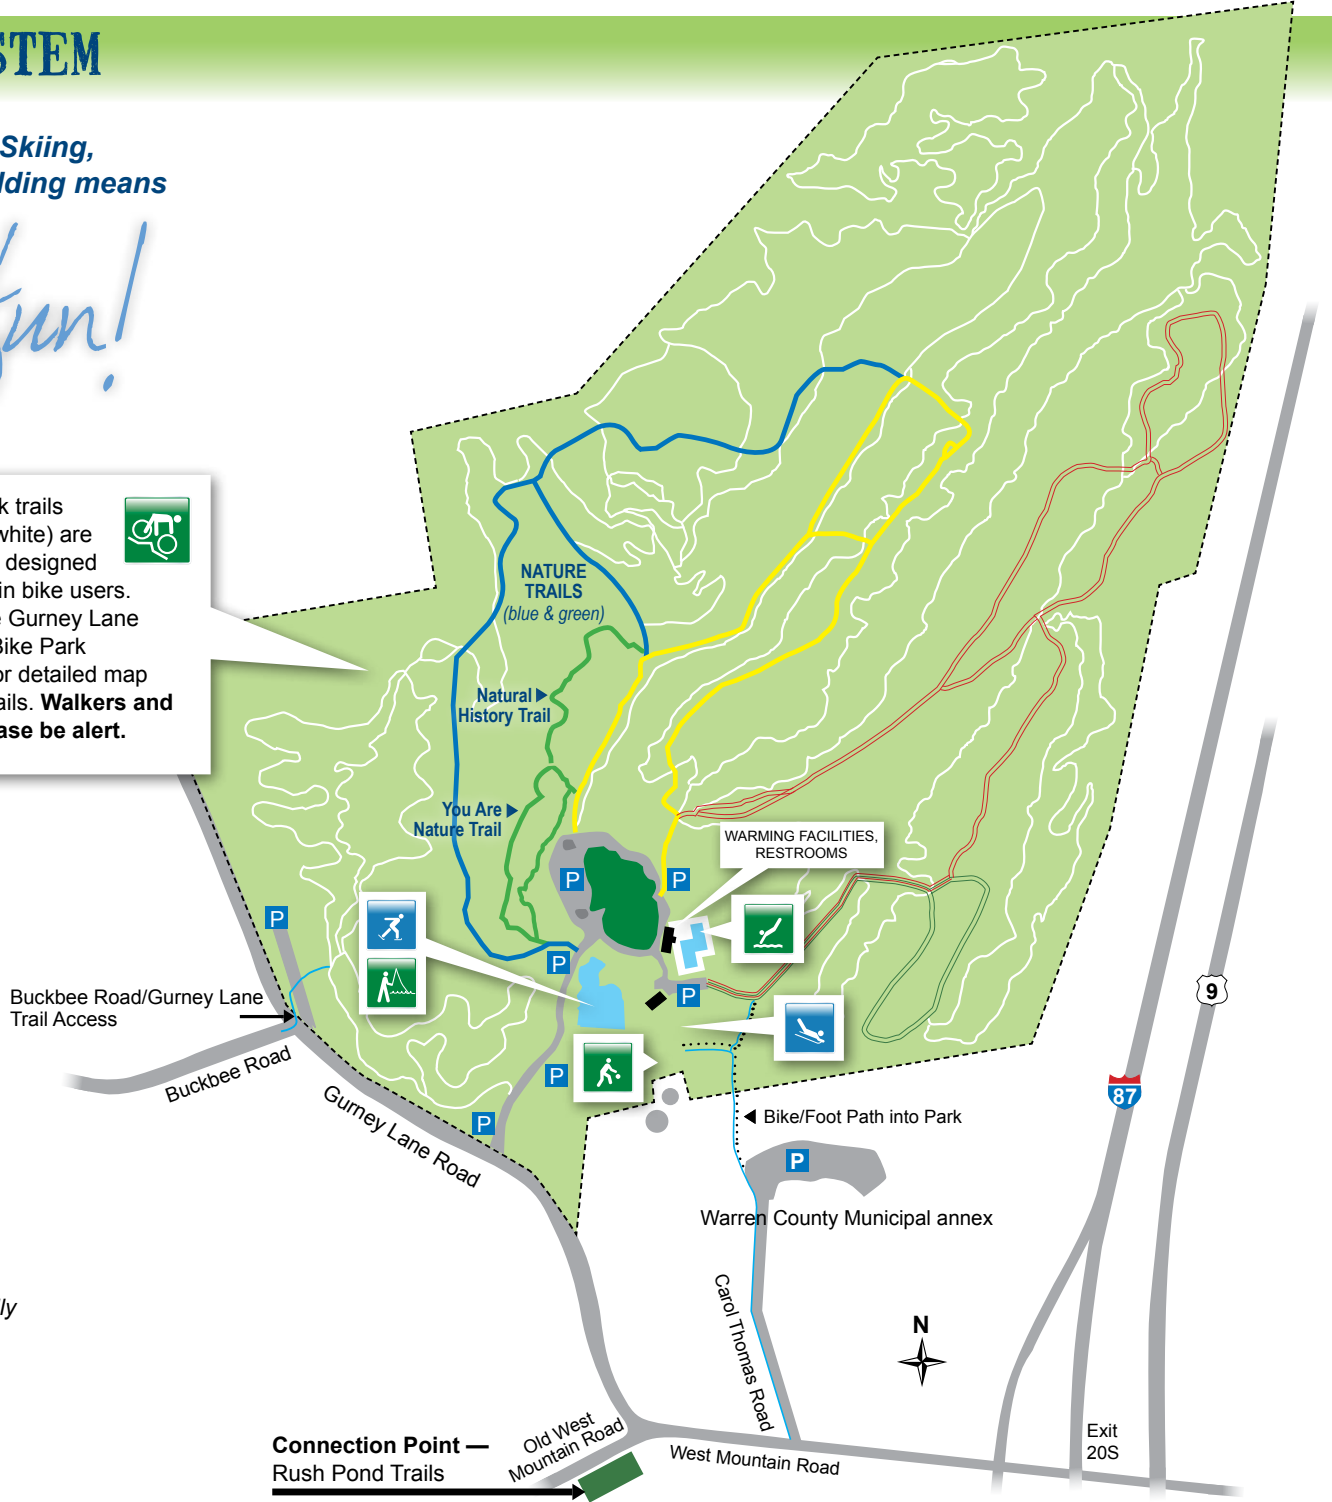 STEM
Skiing,
dding means
fun!
k trails
white) are
designed
in bike users.
e Gurney Lane
Bike Park
or detailed map
ails. Walkers and
ase be alert.
NATURE
TRAILS
(blue & green)
Natural
History Trail
You Are
Nature Trail
WARMING FACILITIES,
RESTROOMS
P
P
P
P
P
P
P
P
Buckbee Road/Gurney Lane
Trail Access
Buckbee Road
Gurney Lane Road
Bike/Foot Path into Park
Warren County Municipal annex
9
87
Carol Thomas Road
N
lly
Connection Point —
Rush Pond Trails
Old West
Mountain Road
West Mountain Road
Exit
20S